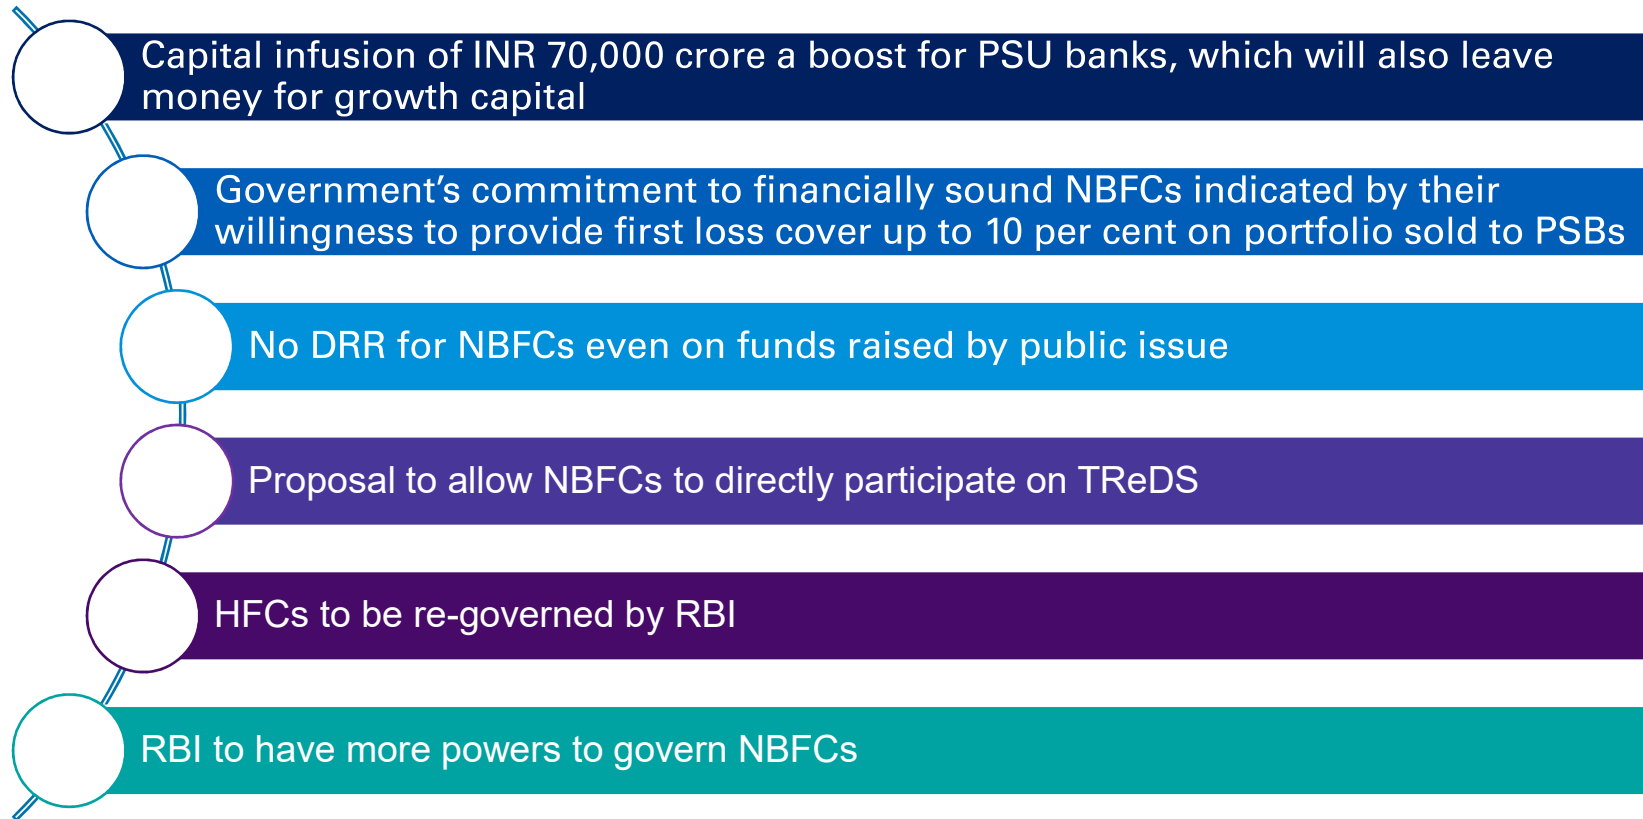 Capital infusion of INR 70,000 crore a boost for PSU banks, which will also leave
money for growth capital
Government’s commitment to financially sound NBFCs indicated by their
willingness to provide first loss cover up to 10 per cent on portfolio sold to PSBs
No DRR for NBFCs even on funds raised by public issue
Proposal to allow NBFCs to directly participate on TReDS
HFCs to be re-governed by RBI
RBI to have more powers to govern NBFCs